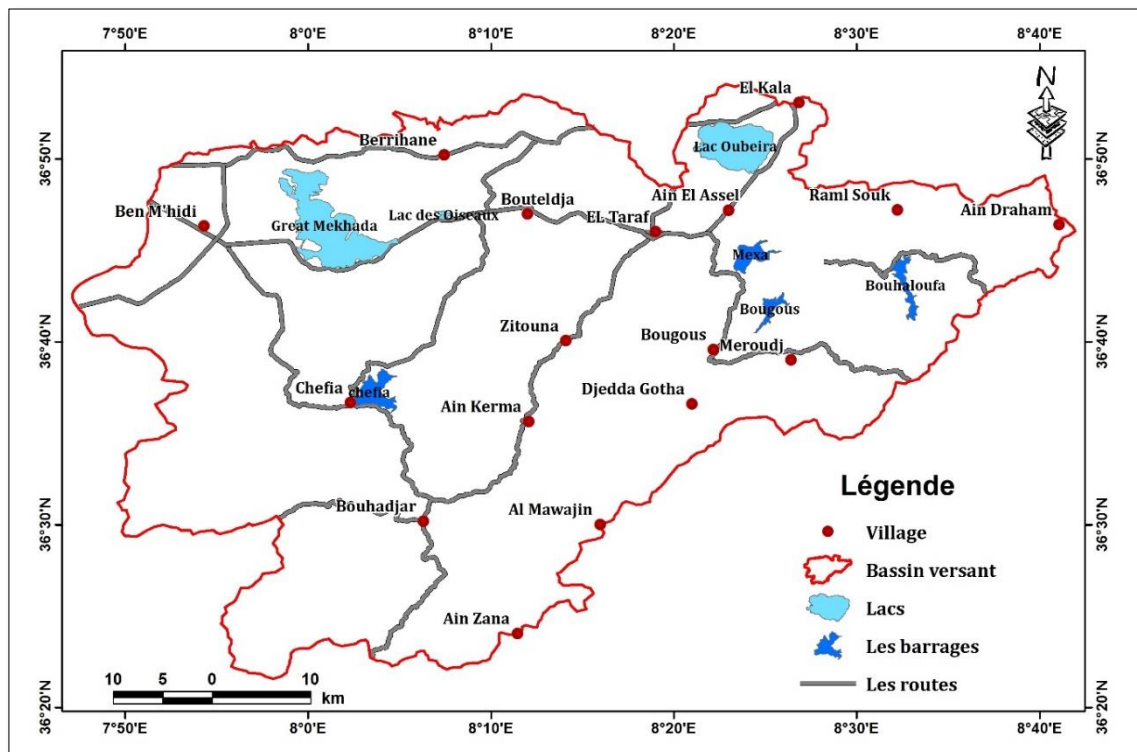 7°50'E 8°0'E 8°10'E 8°20'E 8°30'E 8°40'E
N
El Kala
36°50'N
Berrihane
Lac Oubeira
36°50'N
Ben M'hidi
Great Mekhada
Lac des Oiseaux
Bouteldja
EL Taraf
Ain El Assel
Raml Souk
Ain Draham
Mexa
Bouhaloufa
Bougous
36°40'N
Zitouna
Bougous
Meroudj
36°40'N
Chefia
chefia
Ain Kerma
Djedda Gotha
Légende
36°30'N
Bouhadjar
Al Mawajin
Village
36°30'N
Bassin versant
Lacs
Ain Zana
Les barrages
10 5 0 10
km
Les routes
36°20'N
36°20'N
7°50'E 8°0'E 8°10'E 8°20'E 8°30'E 8°40'E